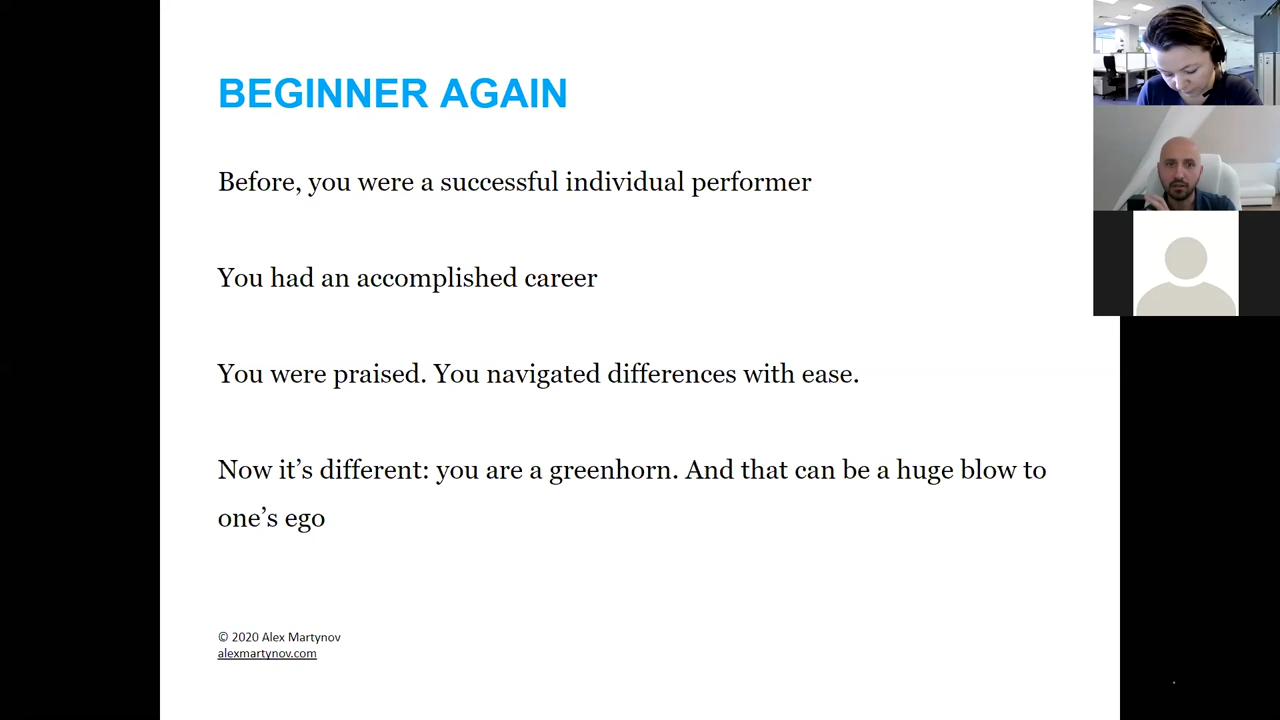 BEGINNER AGAIN
Before, you were a successful individual performer
You had an accomplished career
You were praised. You navigated differences with ease.
Now it’s different: you are a greenhorn. And that can be a huge blow to
one’s ego
© 2020 Alex Martynov
alexmartynov.com